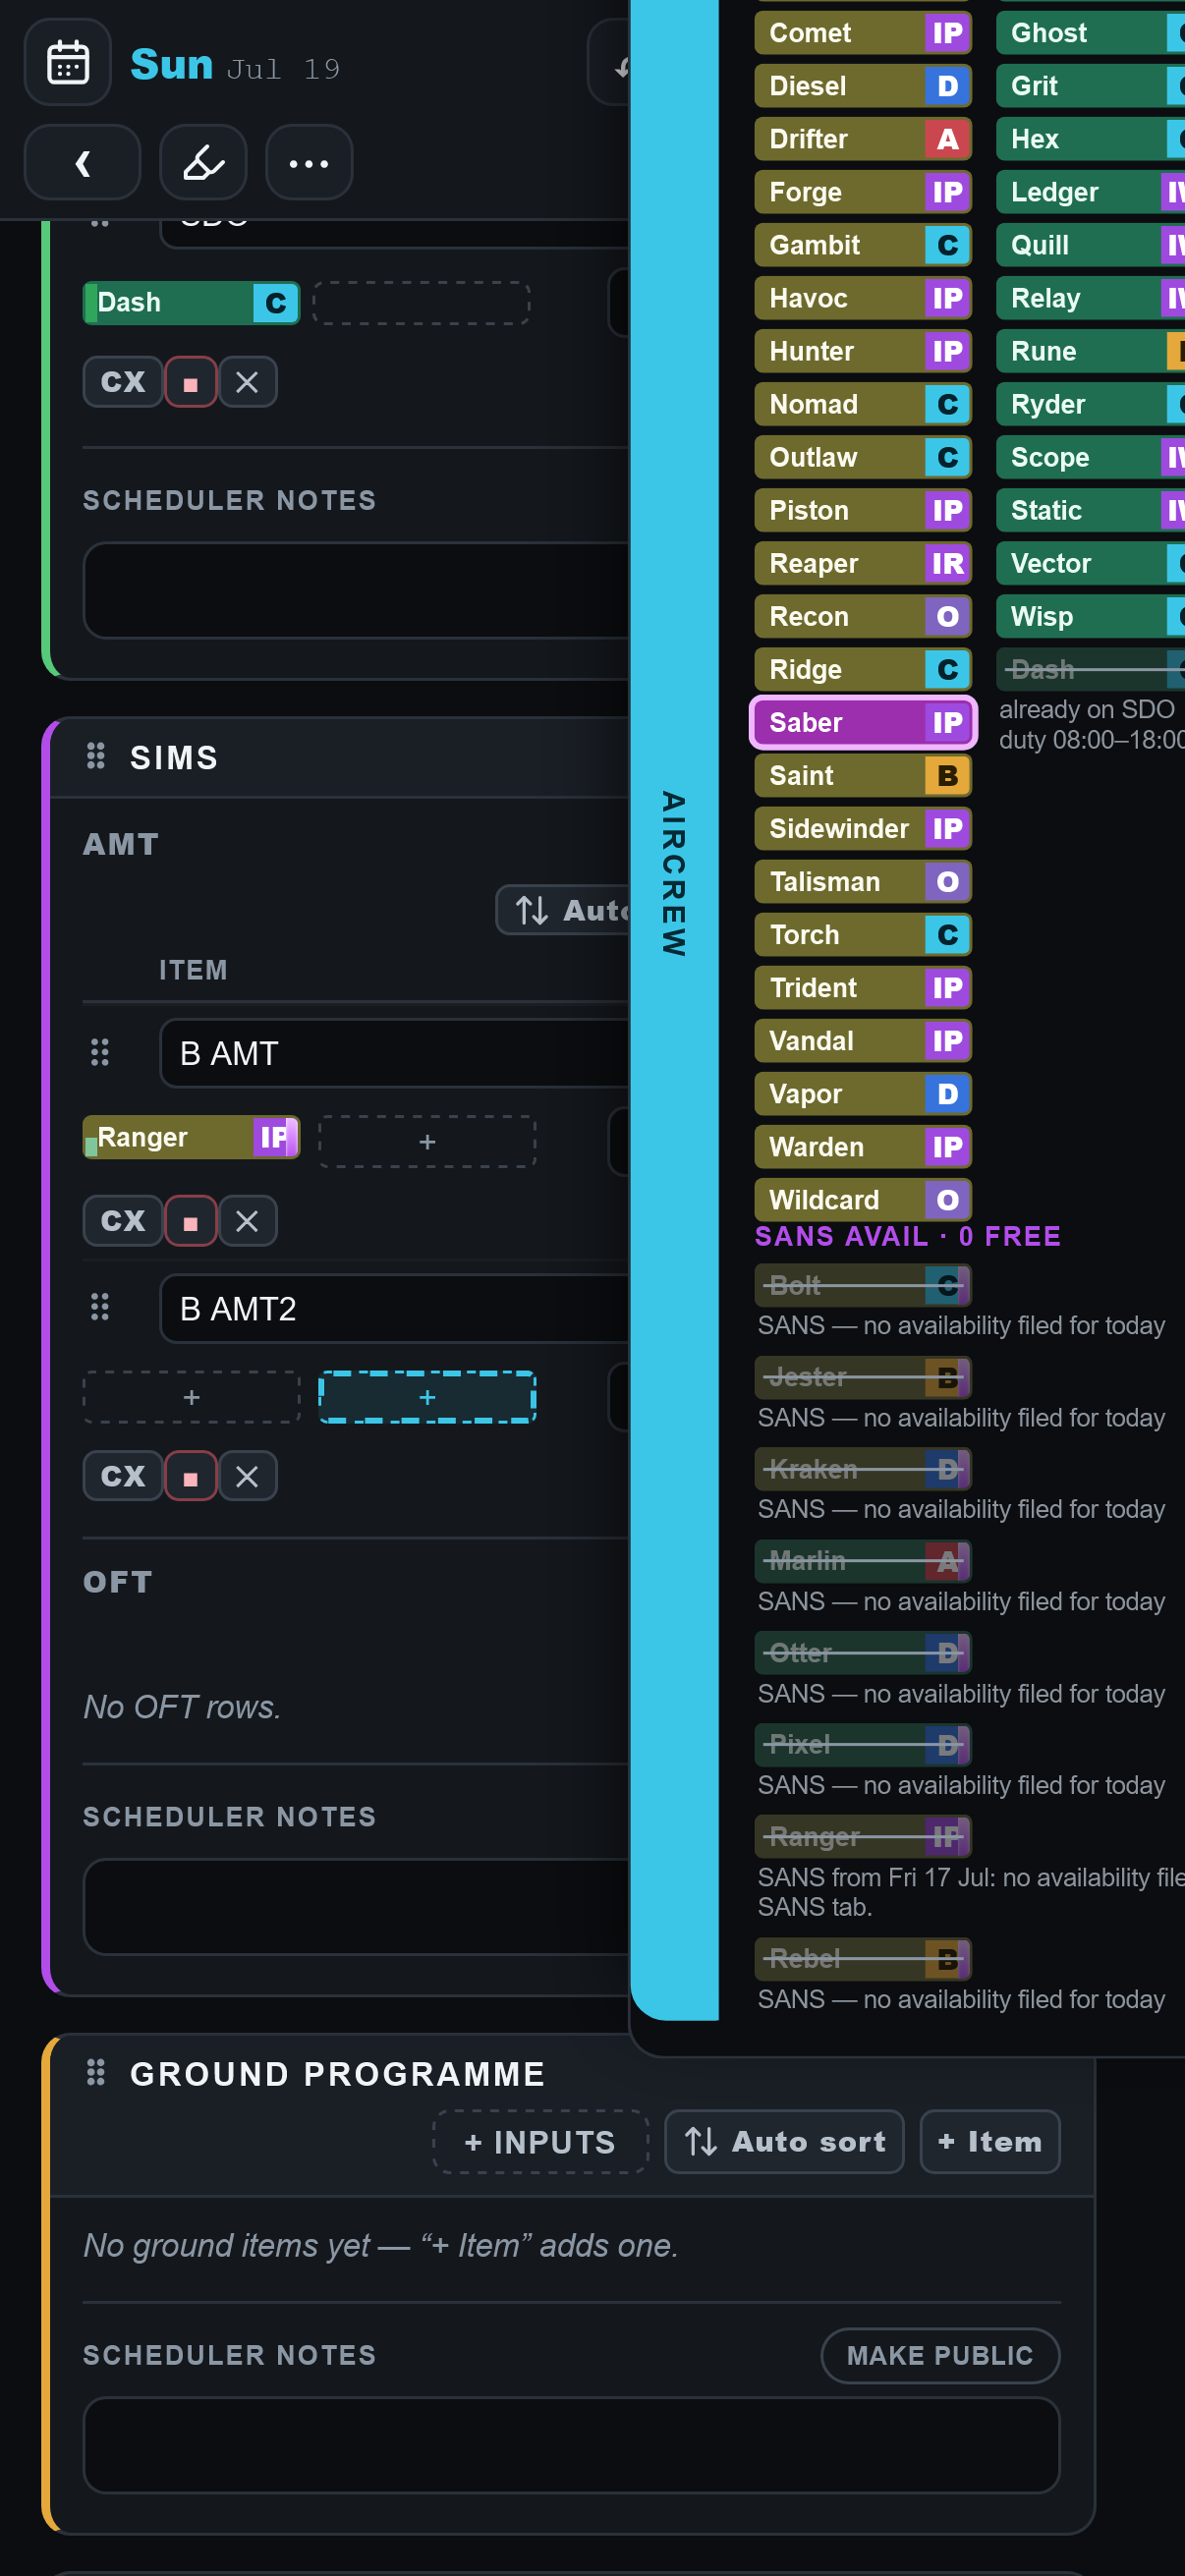 Sun Jul 19
Dash C
CX
SCHEDULER NOTES
SIMS
AMT
ITEM
B AMT
Ranger IP
+
CX
B AMT2
+
+
CX
OFT
No OFT rows.
SCHEDULER NOTES
AIRCREW
Comet IP
Diesel D
Drifter A
Forge IP
Gambit C
Havoc IP
Hunter IP
Nomad C
Outlaw C
Piston IP
Reaper IR
Recon O
Ridge C
Saber IP
Saint B
Sidewinder IP
Talisman O
Torch C
Trident IP
Vandal IP
Vapor D
Warden IP
Wildcard O
Ghost
Grit
Hex
Ledger
Quill
Relay
Rune
Ryder
Scope
Static
Vector
Wisp
Dash
already on SDO
duty 08:00–18:00
SANS AVAIL · 0 FREE
Bolt C
SANS — no availability filed for today
Jester B
SANS — no availability filed for today
Kraken D
SANS — no availability filed for today
Marlin A
SANS — no availability filed for today
Otter D
SANS — no availability filed for today
Pixel D
SANS — no availability filed for today
Ranger IP
SANS from Fri 17 Jul: no availability
SANS tab.
Rebel B
SANS — no availability filed for today
GROUND PROGRAMME
+ INPUTS
Auto sort
+ Item
No ground items yet — “+ Item” adds one.
SCHEDULER NOTES
MAKE PUBLIC